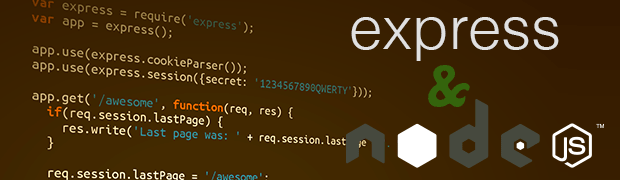 var express = require('express');
var app = express();
app.use(express.cookieParser());
app.use(express.session({secret: '1234567890QWERTY'}));
app.get('/awesome', function(req, res) {
if(req.session.lastPage) {
res.write('Last page was: ' + req.session.lastPage
}
req.session.lastPage = '/awesome';
express
&
node
JS ™